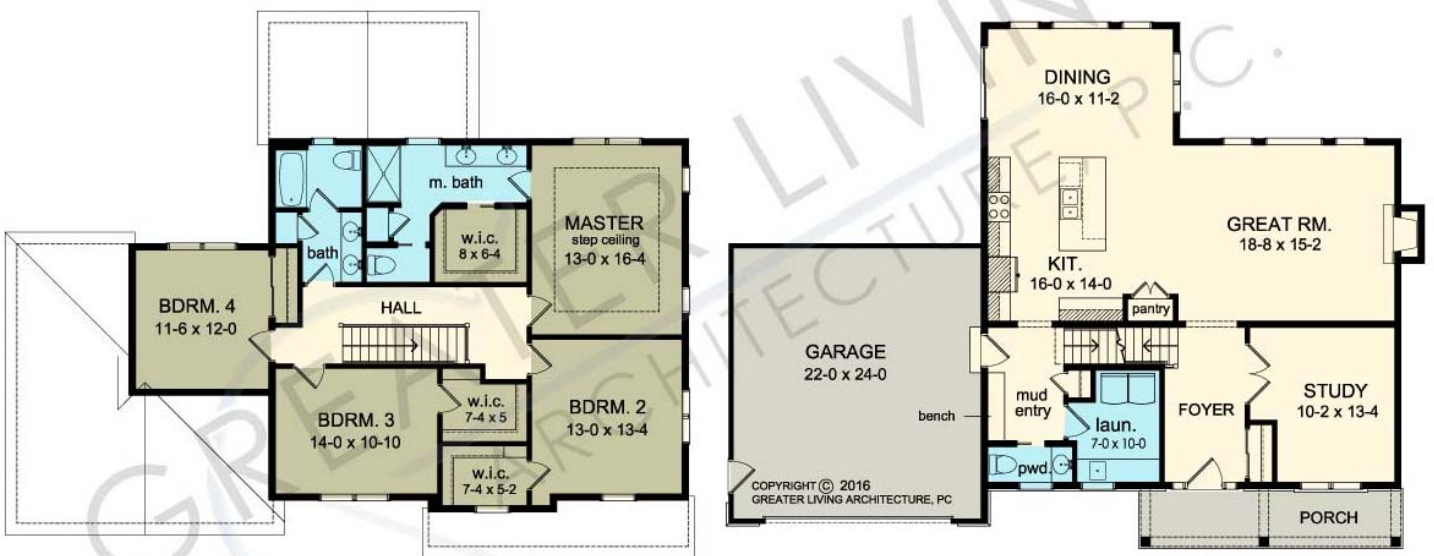 GREATER LIVING
ARCHITECTURE P.C.
m. bath
MASTER
step ceiling
13-0 x 16-4
w.i.c.
8 x 6-4
bath
BDRM. 4
11-6 x 12-0
HALL
BDRM. 3
14-0 x 10-10
w.i.c.
7-4 x 5
BDRM. 2
13-0 x 13-4
w.i.c.
7-4 x 5-2
DINING
16-0 x 11-2
GREAT RM.
18-8 x 15-2
KIT.
16-0 x 14-0
pantry
GARAGE
22-0 x 24-0
mud
entry
bench
laun.
7-0 x 10-0
FOYER
STUDY
10-2 x 13-4
pwd.
COPYRIGHT © 2016
GREATER LIVING ARCHITECTURE, PC
PORCH